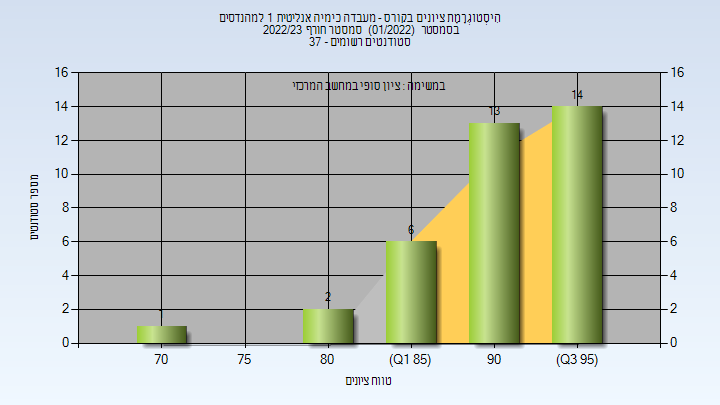 הִיסְטוֹגְרָמַת ציונים בקורס - מעבדה כימיה אנליטית 1 למהנדסים
בסמסטר (01/2022) סמסטר חורף 2022/23
סטודנטים רשומים - 37
במשימה : ציון סופי במחשב המרכזי
מספר סטודנטים
16 16
14 14
12 12
10 10
8 8
6 6
4 4
2 2
0 0
1
2
6
13
14
70 75 80 (Q1 85) 90 (Q3 95)
טווח ציונים